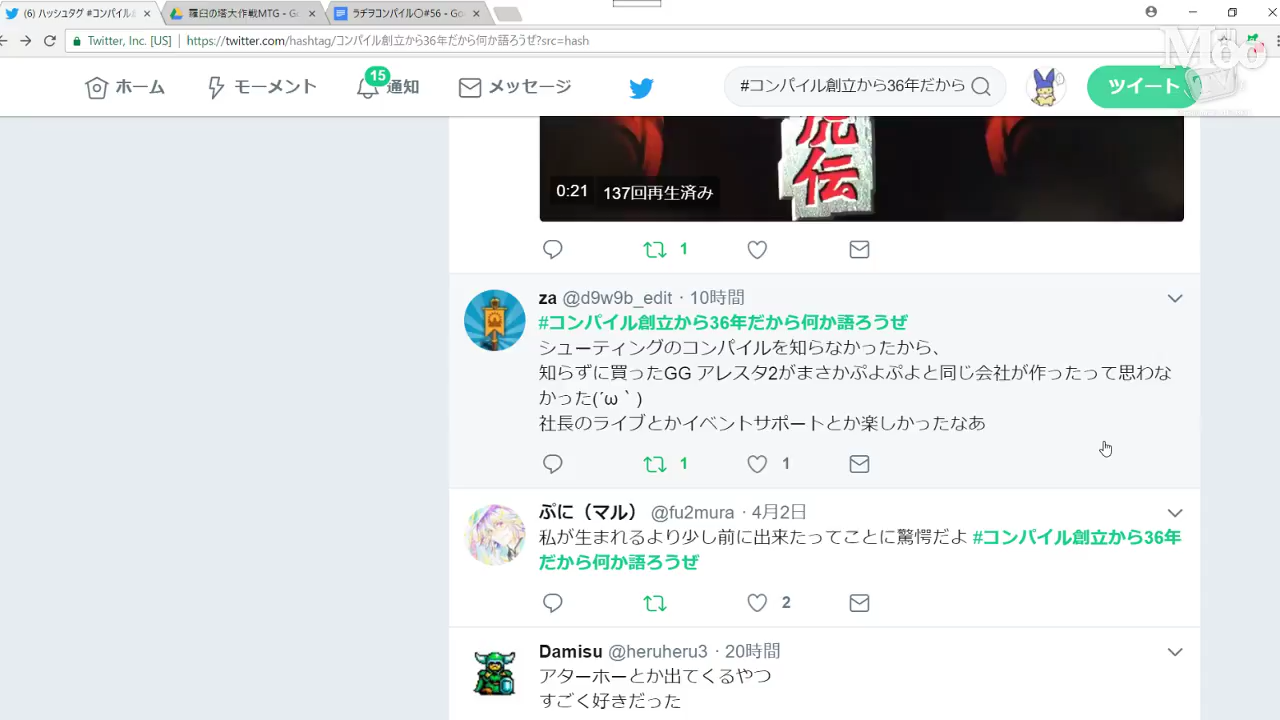 (6) ハッシュタグ #コンパイル
羅臼の塔大作戦MTG - G
ラヂヲコンパイル〇#56 - Go
Twitter, Inc. [US]
https://twitter.com/hashtag/コンパイル創立から36年だから何か語ろうぜ?src=hash
Moo
ホーム
モーメント
15
通知
メッセージ
#コンパイル創立から36年だから
ツイート
虎伝
0:21
137回再生済み
1
za @d9w9b_edit · 10時間
#コンパイル創立から36年だから何か語ろうぜ
シューティングのコンパイルを知らなかったから、
知らずに買ったGG アレスタ2がまさかぷよぷよと同じ会社が作ったって思わな
かった(´ω｀)
社長のライブとかイベントサポートとか楽しかったなあ
1
1
ぷに（マル） @fu2mura · 4月2日
私が生まれるより少し前に出来たってことに驚愕だよ #コンパイル創立から36年
だから何か語ろうぜ
2
Damisu @heruheru3 · 20時間
アターホーとか出てくるやつ
すごく好きだった